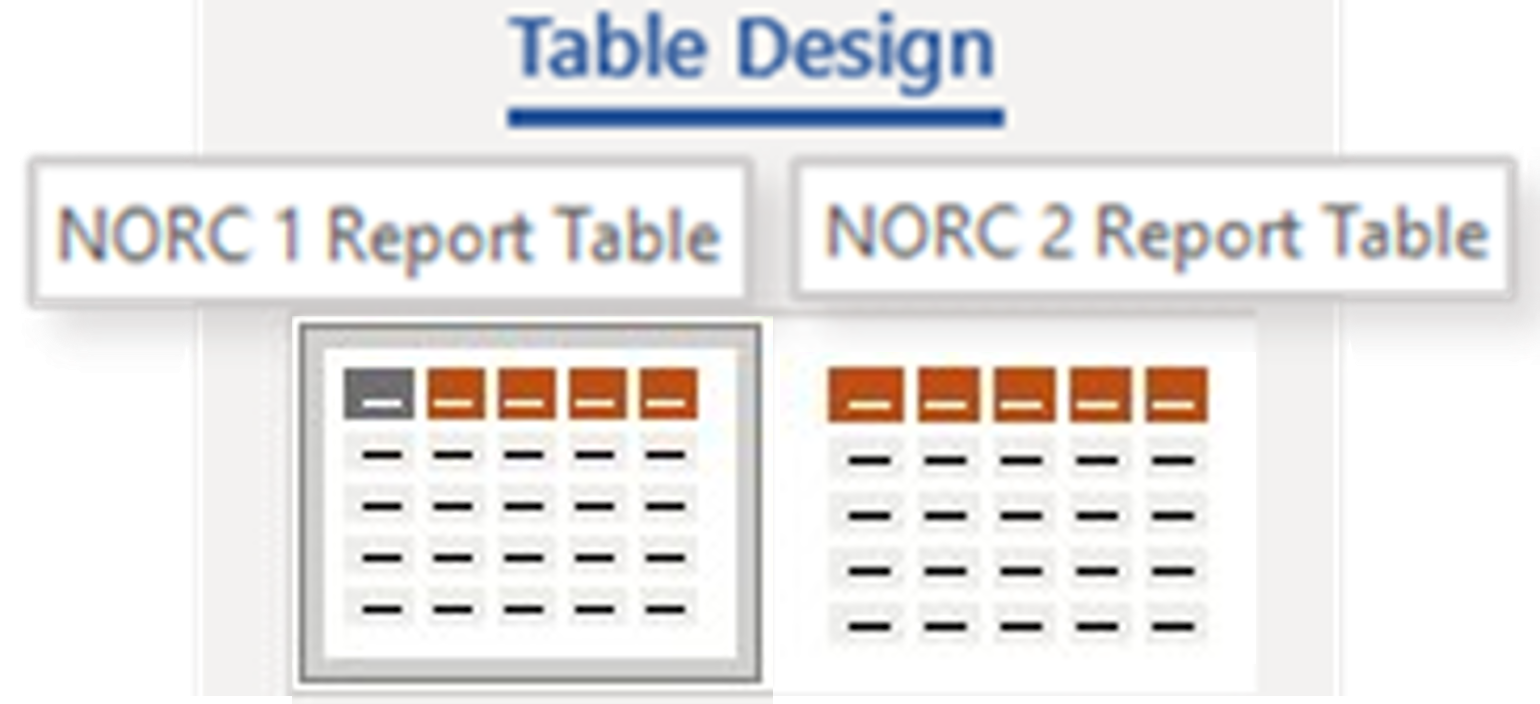 Table Design
NORC 1 Report Table
NORC 2 Report Table